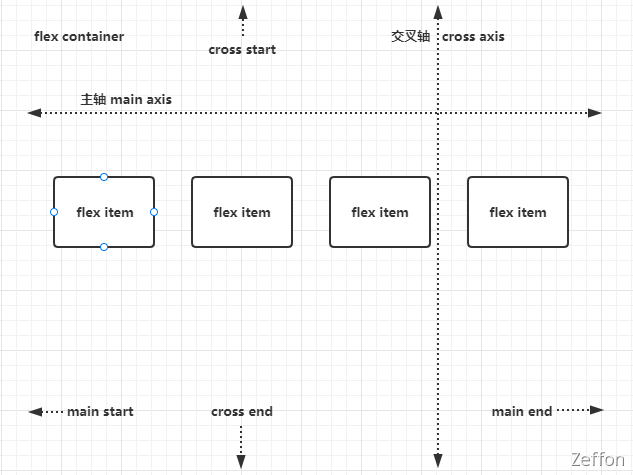 flex container
cross start
交叉轴 cross axis
主轴 main axis
flex item
flex item
flex item
flex item
main start
cross end
main end
Zeffon